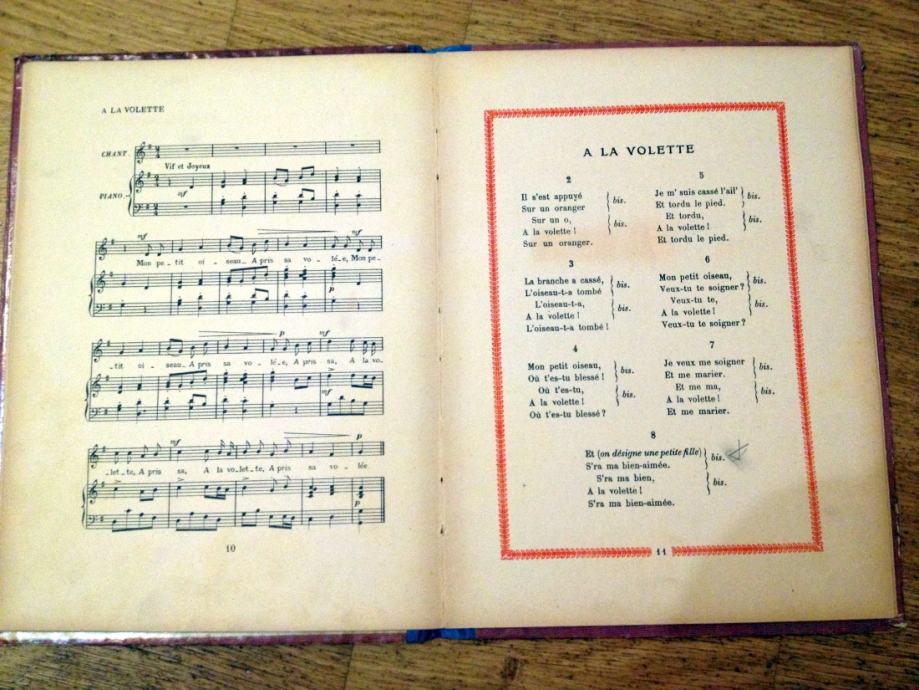 A LA VOLETTE
CHANT
Vif et Joyeux
PIANO
mf
mf mf
Mon pe - tit oi - seau A pris sa vo - lé - e, Mon pe -
p
p mf
- tit oi - seau A pris sa vo - lé - e, A pris sa, A la vo -
mf
mf p
- let - te, A pris sa, A la vo - let - te, A pris sa vo - lée
p
10
A LA VOLETTE
2
Il s'est appuyé
Sur un oranger
bis.
Sur un o,
A la volette !
bis.
Sur un oranger.
3
La branche a cassé,
L'oiseau-t-a tombé
bis.
L'oiseau-t-a,
A la volette !
bis.
L'oiseau-t-a tombé !
4
Mon petit oiseau,
Où t'es-tu blessé !
bis.
Où t'es-tu,
A la volette !
bis.
Où t'es-tu blessé ?
5
Je m' suis cassé l'ail'
Et tordu le pied.
bis.
Et tordu,
A la volette !
bis.
Et tordu le pied.
6
Mon petit oiseau,
Veux-tu te soigner ?
bis.
Veux-tu te,
A la volette !
bis.
Veux-tu te soigner ?
7
Je veux me soigner
Et me marier.
bis.
Et me ma,
A la volette !
bis.
Et me marier.
8
Et (on désigne une petite fille)
S'ra ma bien-aimée.
bis.
S'ra ma bien,
A la volette !
bis.
S'ra ma bien-aimée.
11